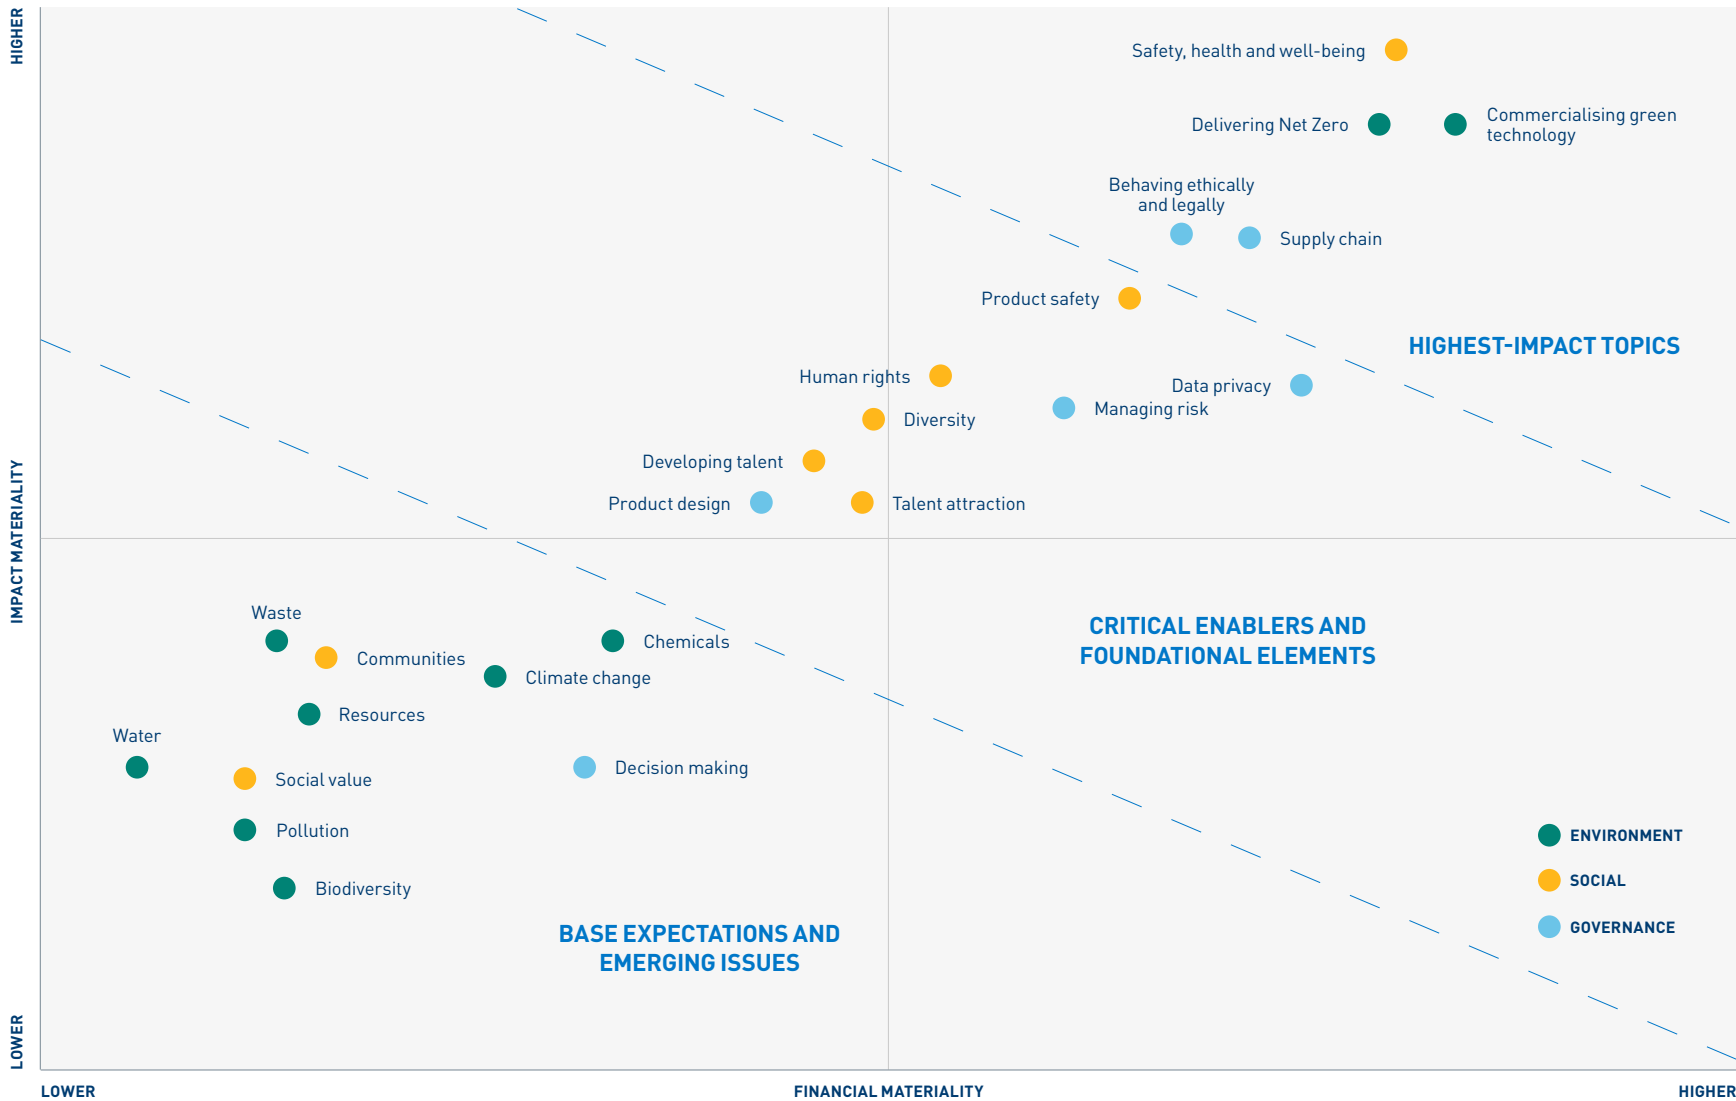 HIGHER
Safety, health and well-being
Delivering Net Zero
Commercialising green
technology
Behaving ethically
and legally
Supply chain
Product safety
HIGHEST-IMPACT TOPICS
Human rights
Data privacy
Managing risk
Diversity
Developing talent
Product design
Talent attraction
IMPACT MATERIALITY
Waste
Communities
Chemicals
Climate change
CRITICAL ENABLERS AND
FOUNDATIONAL ELEMENTS
Resources
Water
Social value
Decision making
Pollution
Biodiversity
ENVIRONMENT
SOCIAL
GOVERNANCE
BASE EXPECTATIONS AND
EMERGING ISSUES
LOWER
LOWER
FINANCIAL MATERIALITY
HIGHER